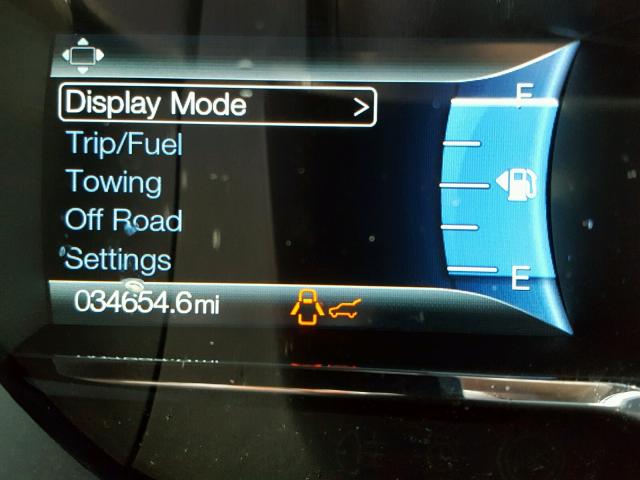 Display Mode >
Trip/Fuel
Towing
Off Road
Settings
034654.6mi
F
E